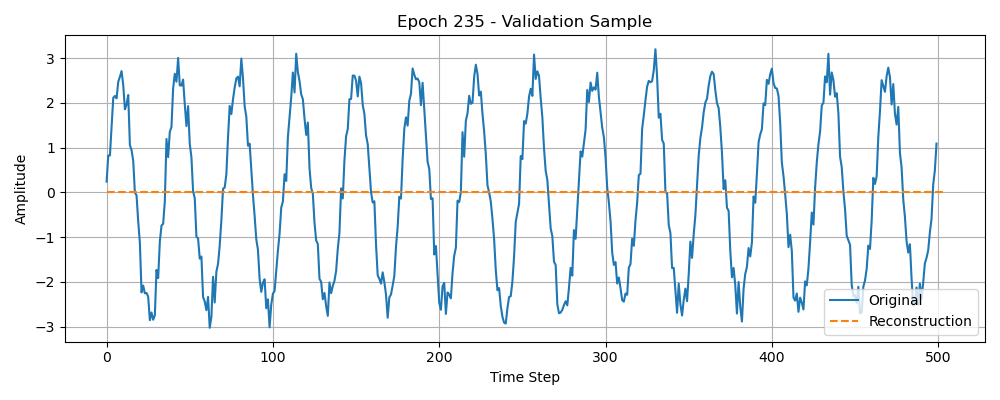 Epoch 235 - Validation Sample
Amplitude
3
2
1
0
−1
−2
−3
Original
Reconstruction
0
100
200
300
400
500
Time Step